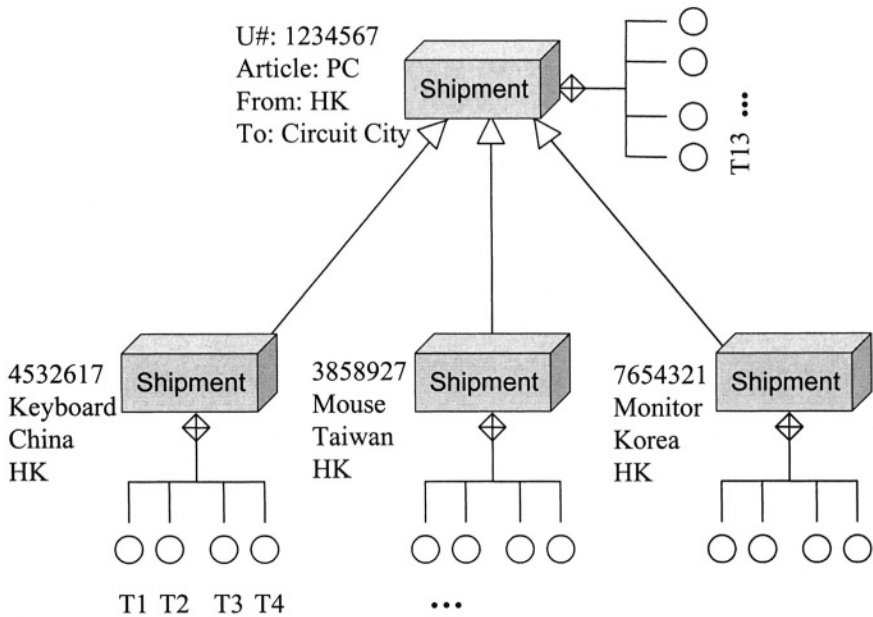 U#: 1234567
Article: PC
From: HK
To: Circuit City
Shipment
T13 ...
4532617
Keyboard
China
HK
Shipment
3858927
Mouse
Taiwan
HK
Shipment
7654321
Monitor
Korea
HK
Shipment
T1 T2 T3 T4
...